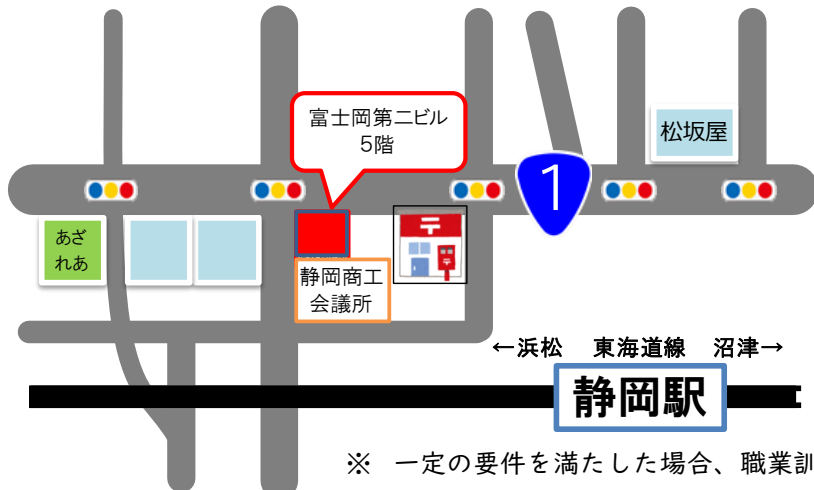 富士岡第二ビル
5階
松坂屋
1
あざ
れあ
〒
静岡商工
会議所
←浜松 東海道線 沼津→
静岡駅
※ 一定の要件を満たした場合、職業訓